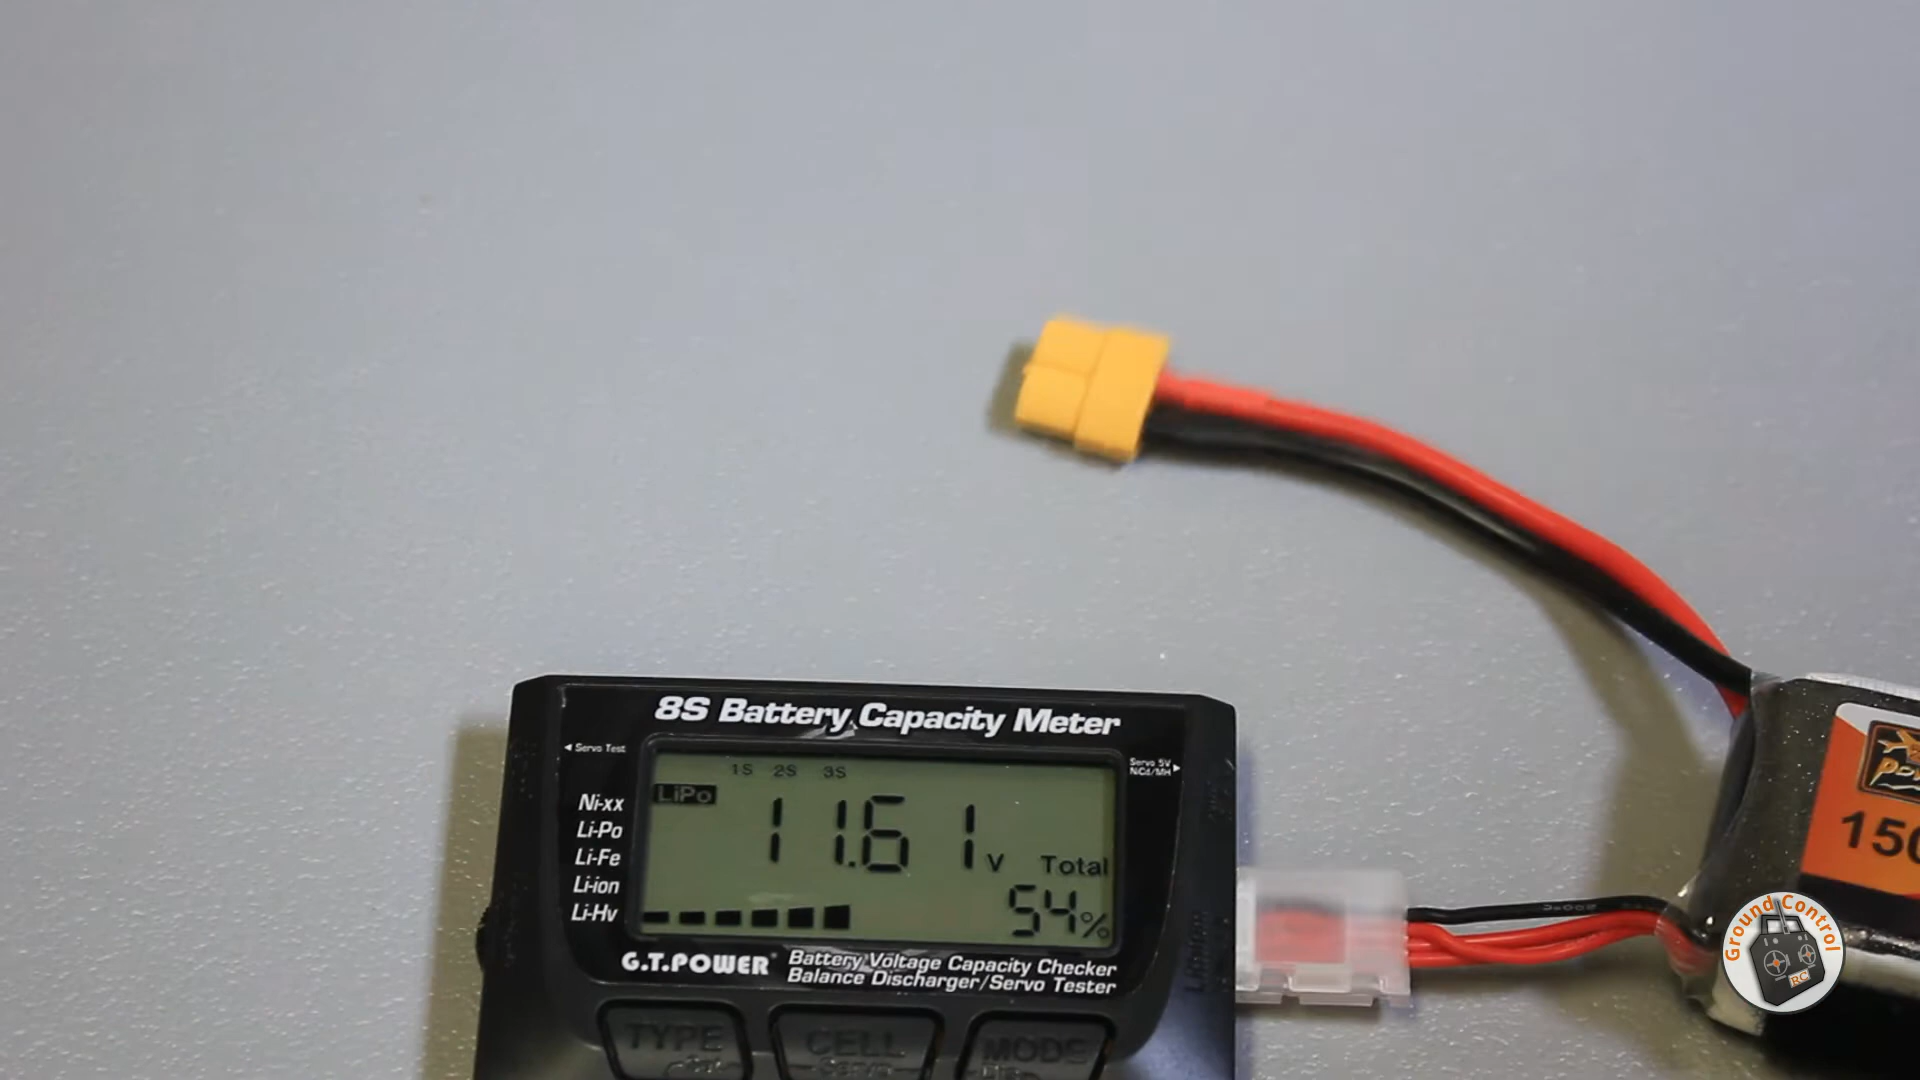 8S Battery Capacity Meter
◀ Servo Test
Servo 5V
NiCd/MH ▶
1S 2S 3S
LiPo
11.61 V Total
54%
Ni-xx
Li-Po
Li-Fe
Li-ion
Li-Hv
G.T.POWER
Battery Voltage Capacity Checker
Balance Discharger/Servo Tester
TYPE
CELL
Servo
MODE
150
Ground Control
RC